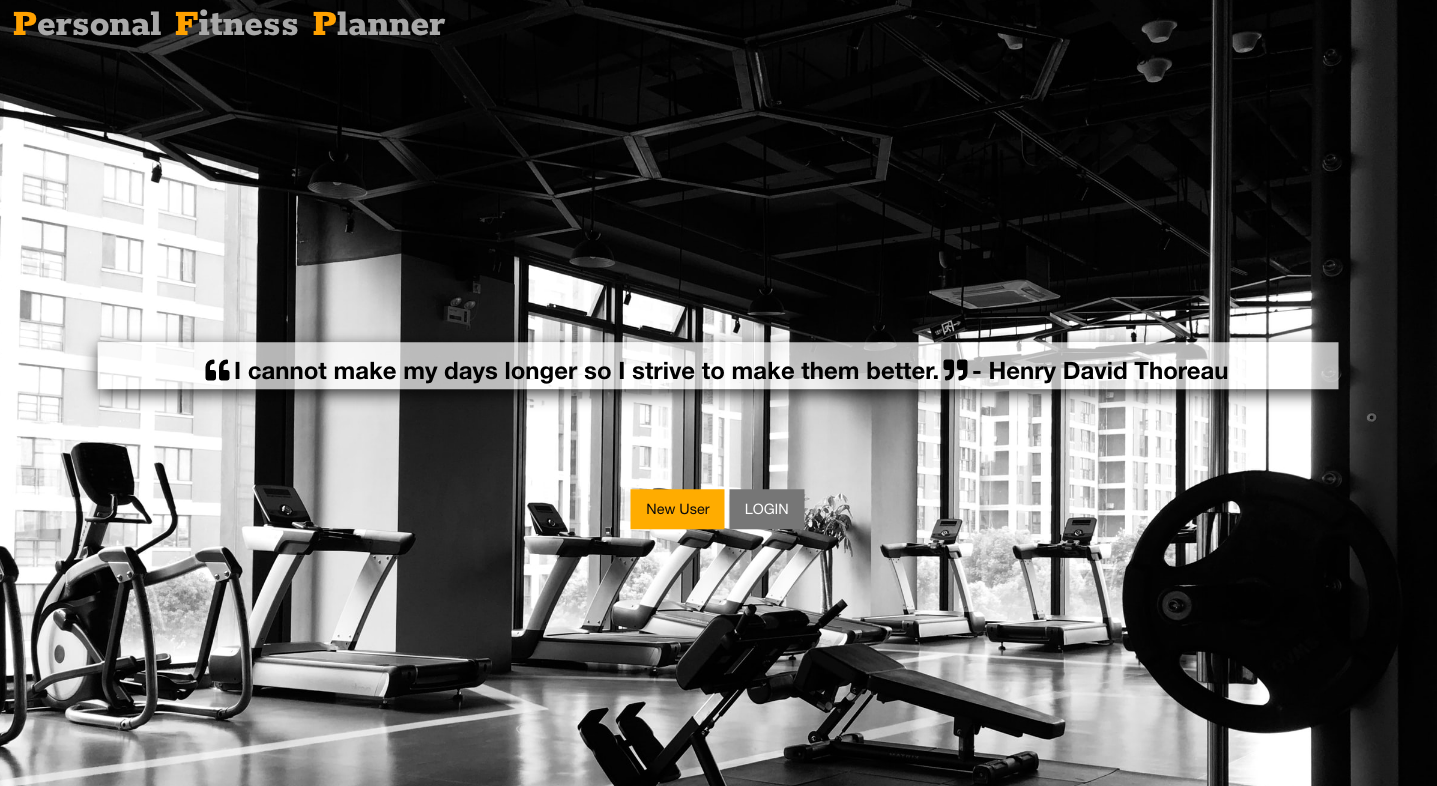 Personal Fitness Planner
“I cannot make my days longer so I strive to make them better.” - Henry David Thoreau
New User LOGIN